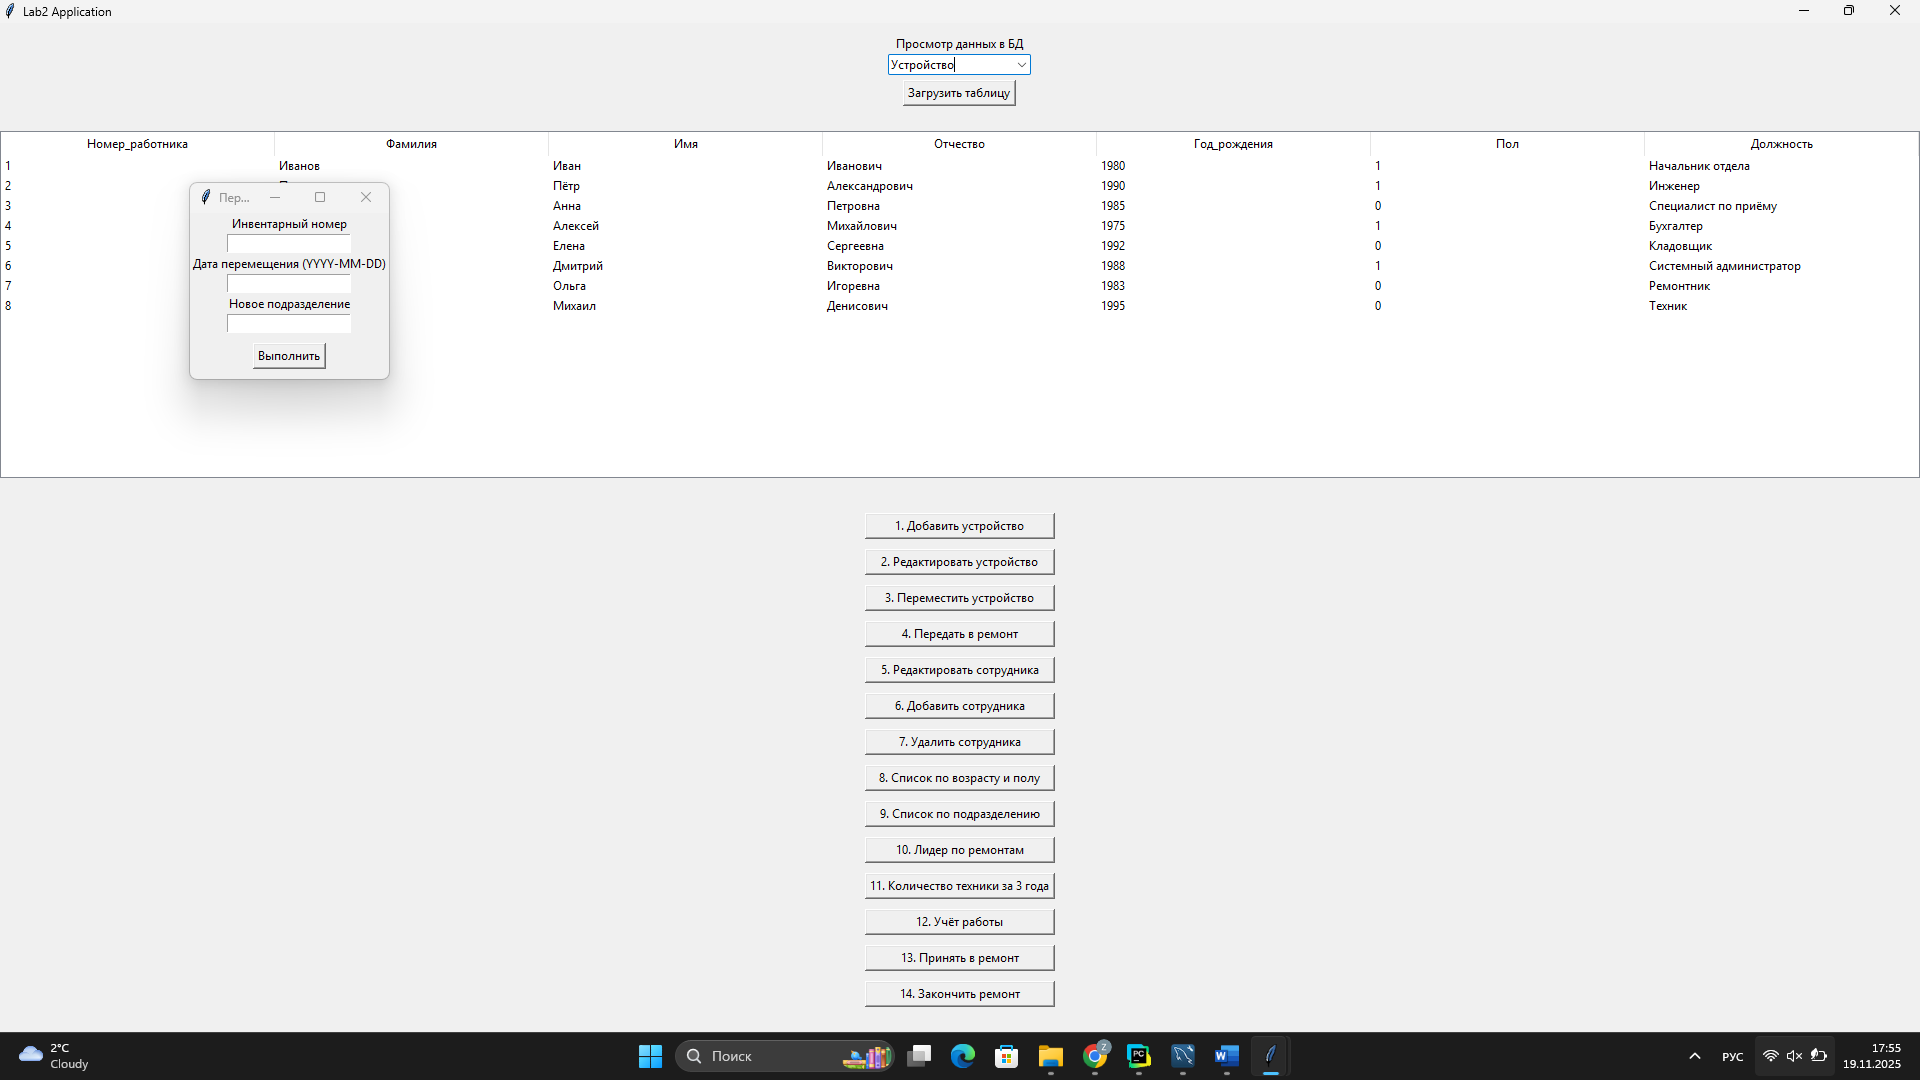 Lab2 Application
Просмотр данных в БД
Устройство
Загрузить таблицу
Номер_работника Фамилия Имя Отчество Год_рождения Пол Должность
1 Иванов Иван Иванович 1980 1 Начальник отдела
2 Пётр Александрович 1990 1 Инженер
3 Анна Петровна 1985 0 Специалист по приёму
4 Алексей Михайлович 1975 1 Бухгалтер
5 Елена Сергеевна 1992 0 Кладовщик
6 Дмитрий Викторович 1988 1 Системный администратор
7 Ольга Игоревна 1983 0 Ремонтник
8 Михаил Денисович 1995 0 Техник
Пер...
Инвентарный номер
Дата перемещения (YYYY-MM-DD)
Новое подразделение
Выполнить
1. Добавить устройство
2. Редактировать устройство
3. Переместить устройство
4. Передать в ремонт
5. Редактировать сотрудника
6. Добавить сотрудника
7. Удалить сотрудника
8. Список по возрасту и полу
9. Список по подразделению
10. Лидер по ремонтам
11. Количество техники за 3 года
12. Учёт работы
13. Принять в ремонт
14. Закончить ремонт
2°C
Cloudy
Поиск
Z
PC
W
РУС
17:55
19.11.2025